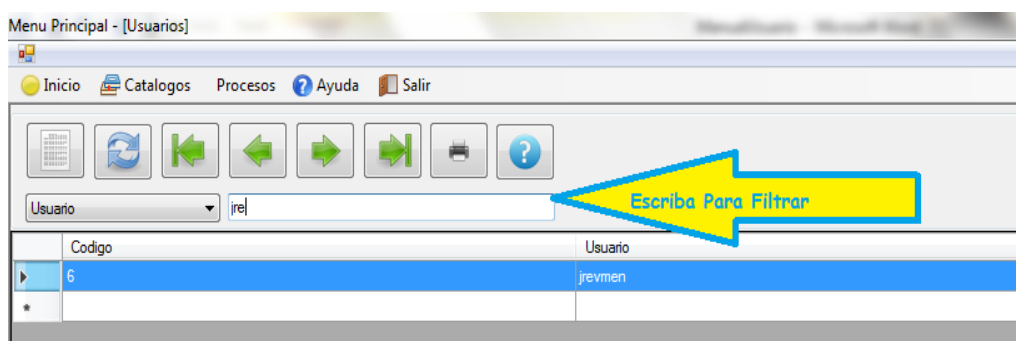 Menu Principal - [Usuarios]
Inicio Catalogos Procesos Ayuda Salir
Usuario jre
Escriba Para Filtrar
Codigo Usuario
6 jrevmen